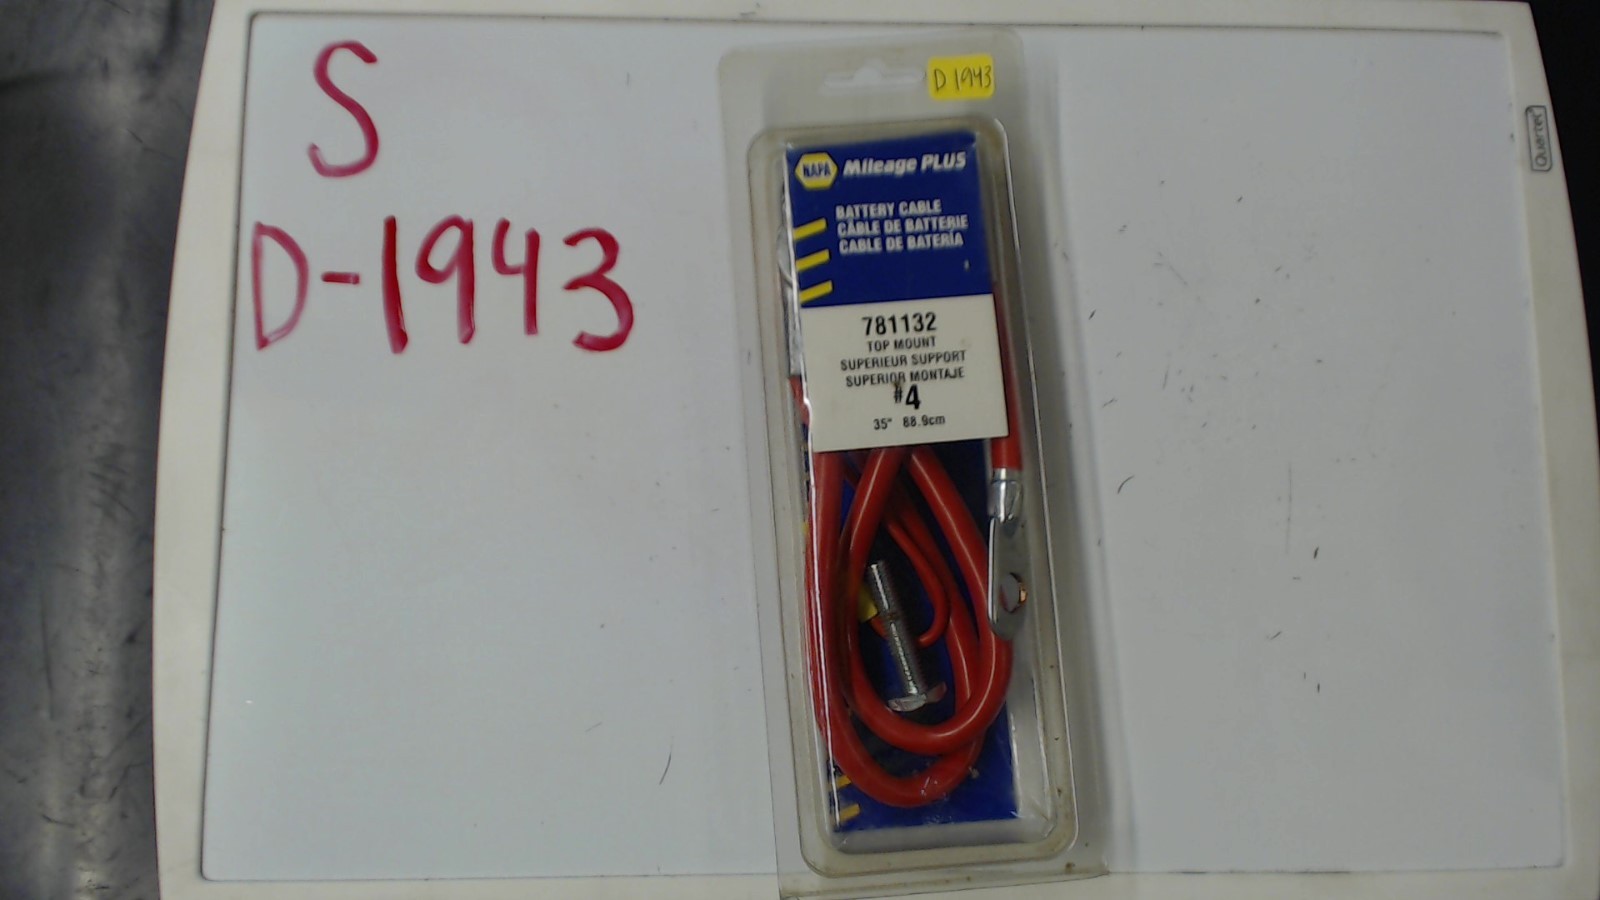 S
D-1943
D 1943
NAPA Mileage PLUS
BATTERY CABLE
CÂBLE DE BATTERIE
CABLE DE BATERÍA
781132
TOP MOUNT
SUPERIEUR SUPPORT
SUPERIOR MONTAJE
#4
35" 88.9cm
Quartet